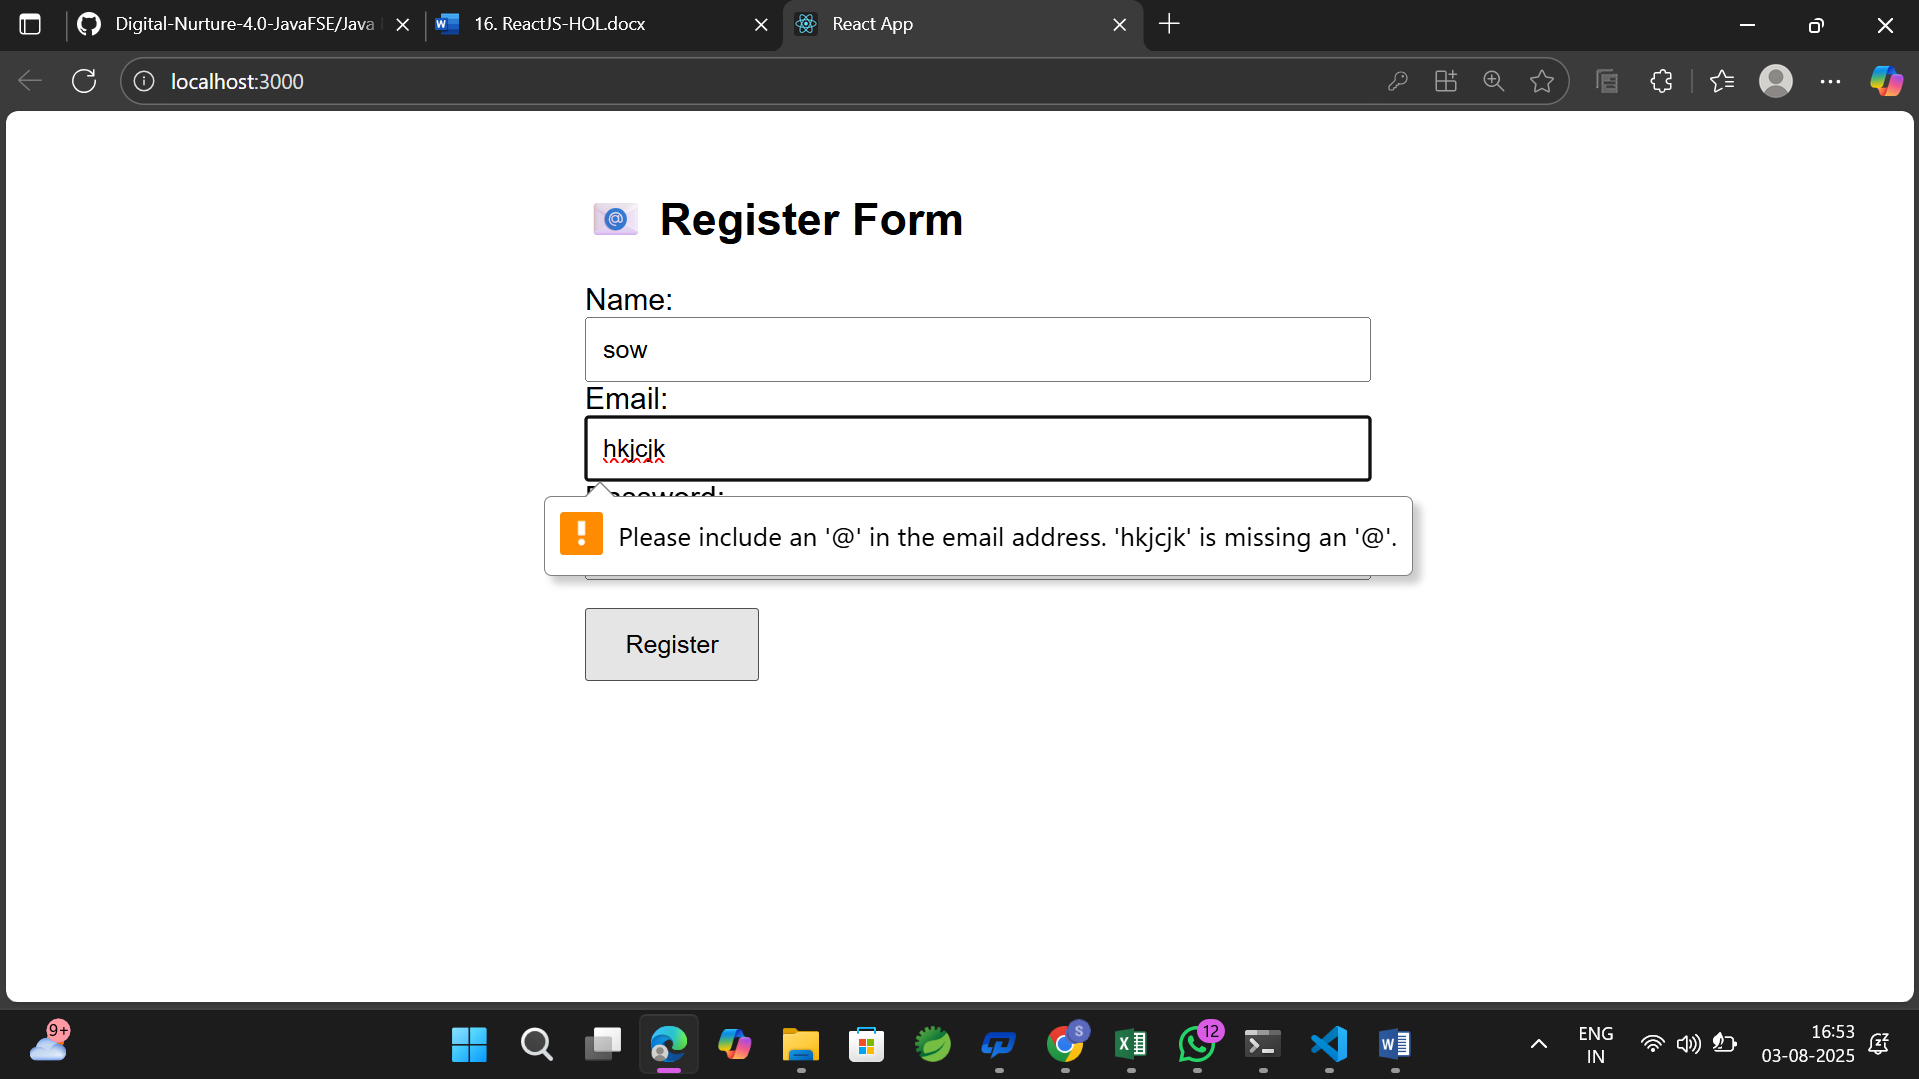 Digital-Nurture-4.0-JavaFSE/Java
16. ReactJS-HOL.docx
React App
localhost:3000
Register Form
Name:
sow
Email:
hkjcjk
Password:
Please include an '@' in the email address. 'hkjcjk' is missing an '@'.
Register
9+
S
12
ENG
IN
16:53
03-08-2025